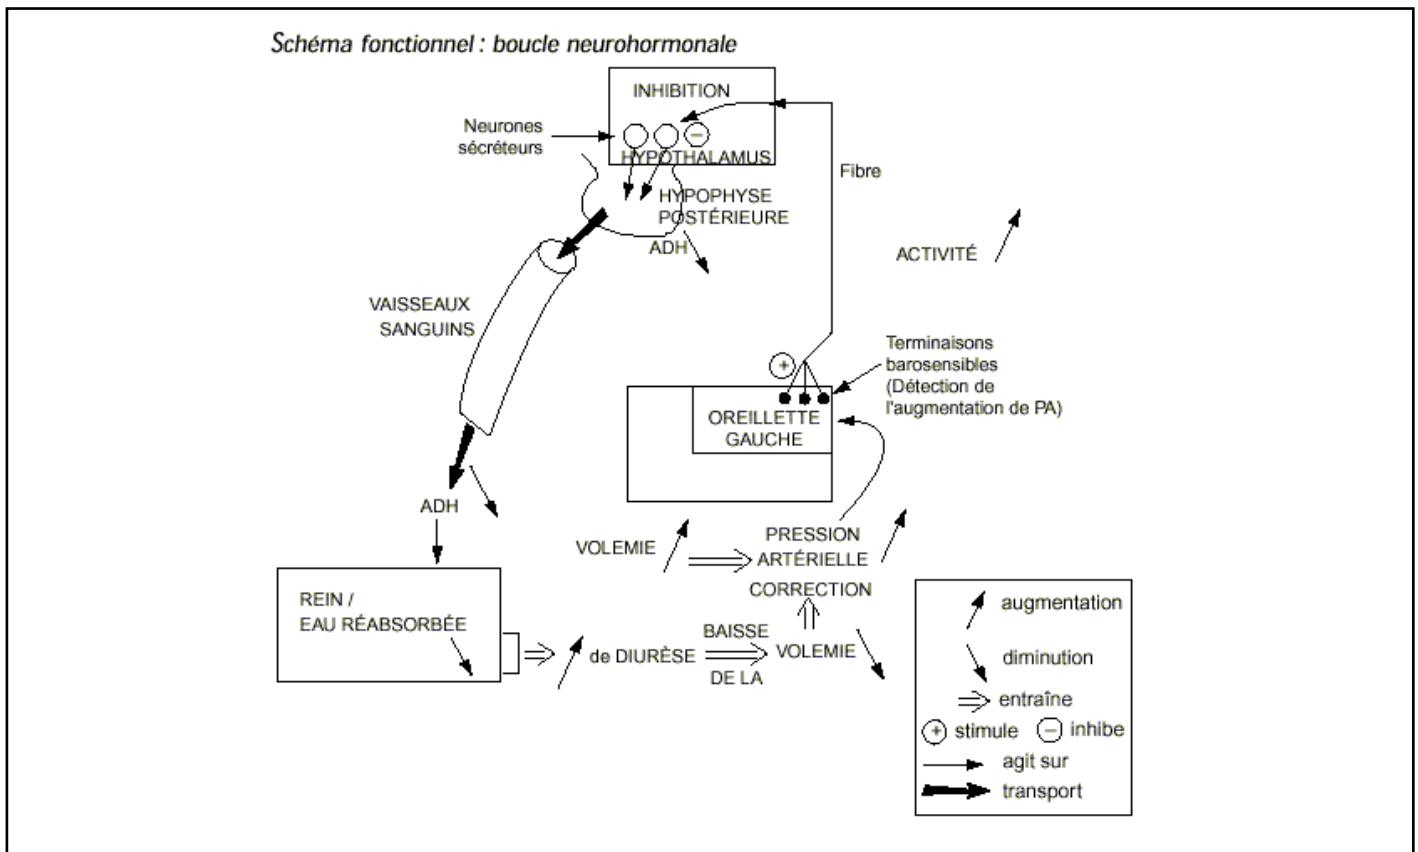 Schéma fonctionnel : boucle neurohormonale
INHIBITION
Neurones
sécréteurs
−
HYPOTHALAMUS
Fibre
HYPOPHYSE
POSTÉRIEURE
ADH
ACTIVITÉ
VAISSEAUX
SANGUINS
Terminaisons
barosensibles
(Détection de
l'augmentation de PA)
+
OREILLETTE
GAUCHE
ADH
VOLEMIE
PRESSION
ARTÉRIELLE
CORRECTION
REIN /
EAU RÉABSORBÉE
de DIURÈSE
BAISSE
DE LA
VOLEMIE
augmentation
diminution
entraîne
+ stimule − inhibe
agit sur
transport